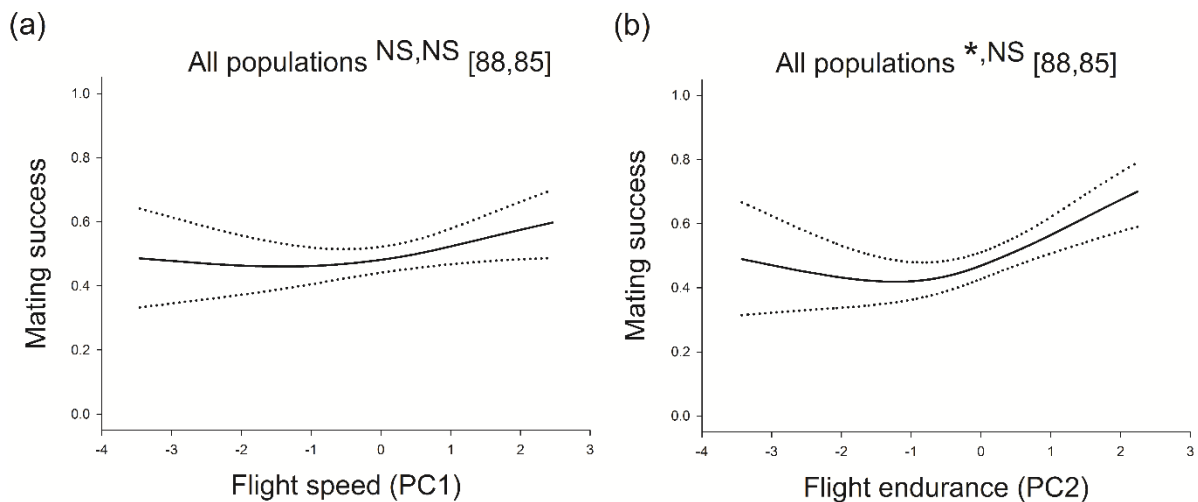 (a)
All populations NS,NS [88,85]
Mating success
1.0
0.8
0.6
0.4
0.2
0.0
-4 -3 -2 -1 0 1 2 3
Flight speed (PC1)
(b)
All populations *,NS [88,85]
Mating success
1.0
0.8
0.6
0.4
0.2
0.0
-4 -3 -2 -1 0 1 2 3
Flight endurance (PC2)